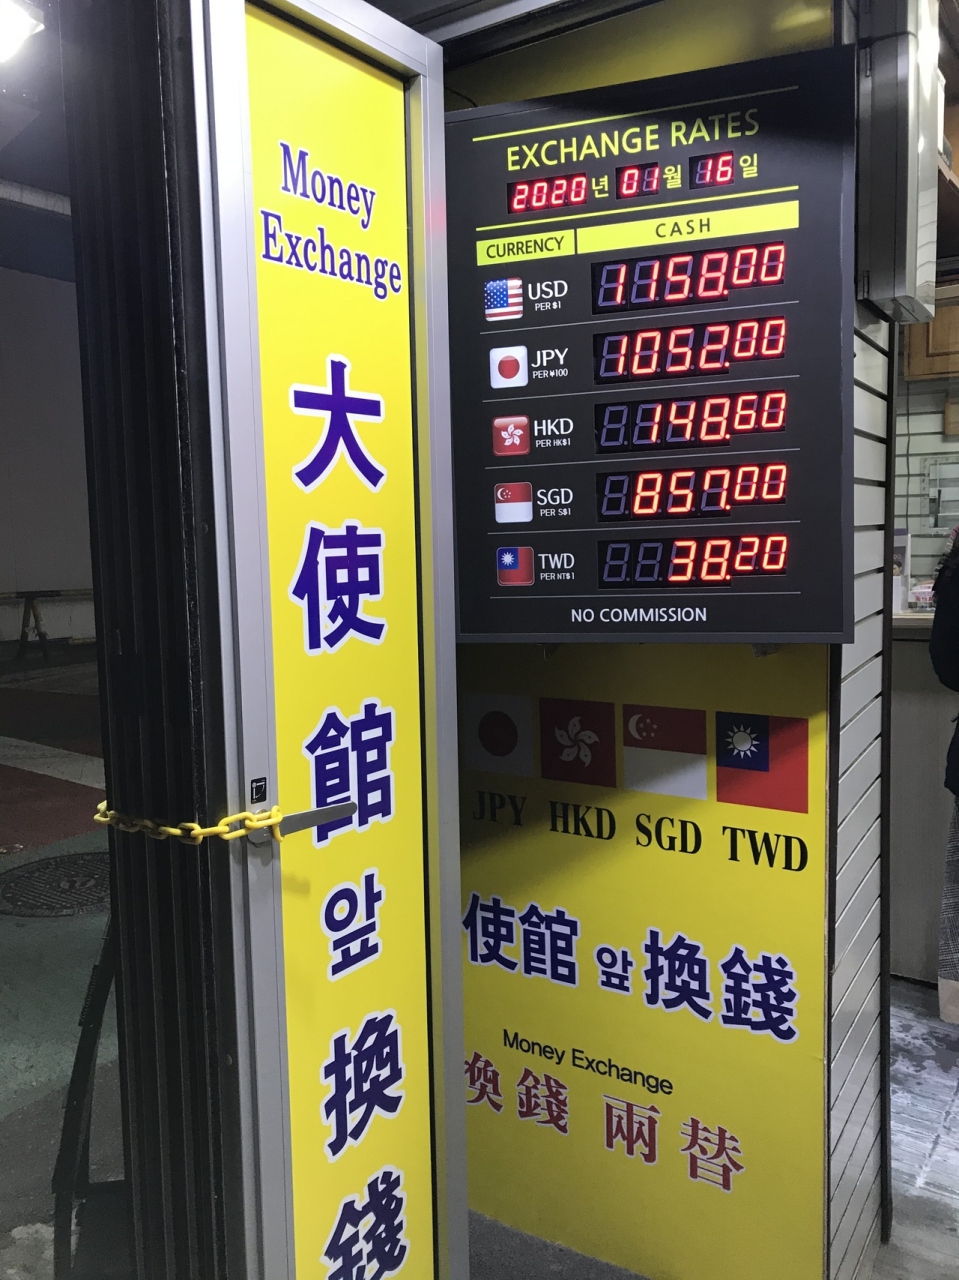 Money
Exchange
大
使
館
앞
換
錢
EXCHANGE RATES
2020년 01월 16일
CURRENCY CASH
USD 1158.00
PER $1
JPY 1052.00
PER ¥100
HKD 148.60
PER HK$1
SGD 857.00
PER S$1
TWD 38.20
PER NT$1
NO COMMISSION
JPY HKD SGD TWD
使館 앞 換錢
Money Exchange
換錢 兩替